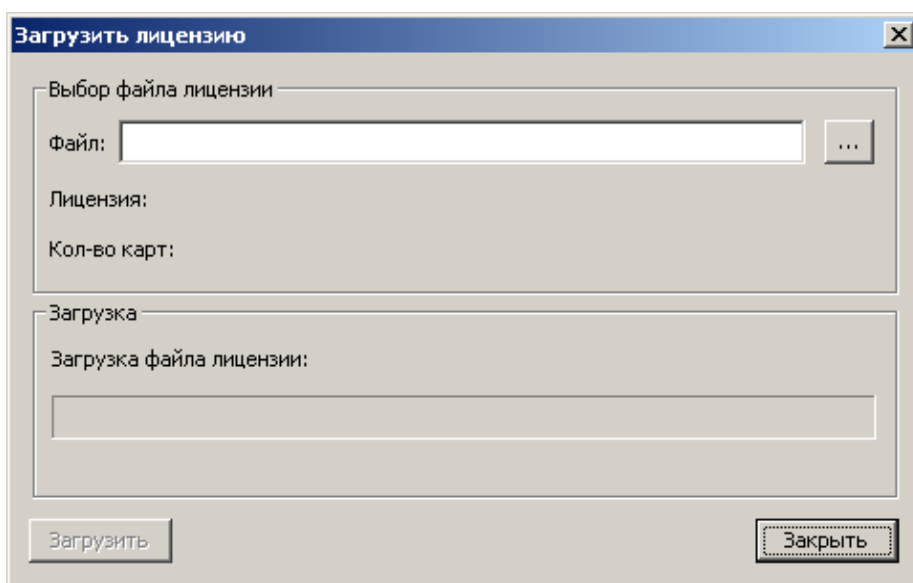 Загрузить лицензию
Выбор файла лицензии
Файл: ...
Лицензия:
Кол-во карт:
Загрузка
Загрузка файла лицензии:
Загрузить Закрыть